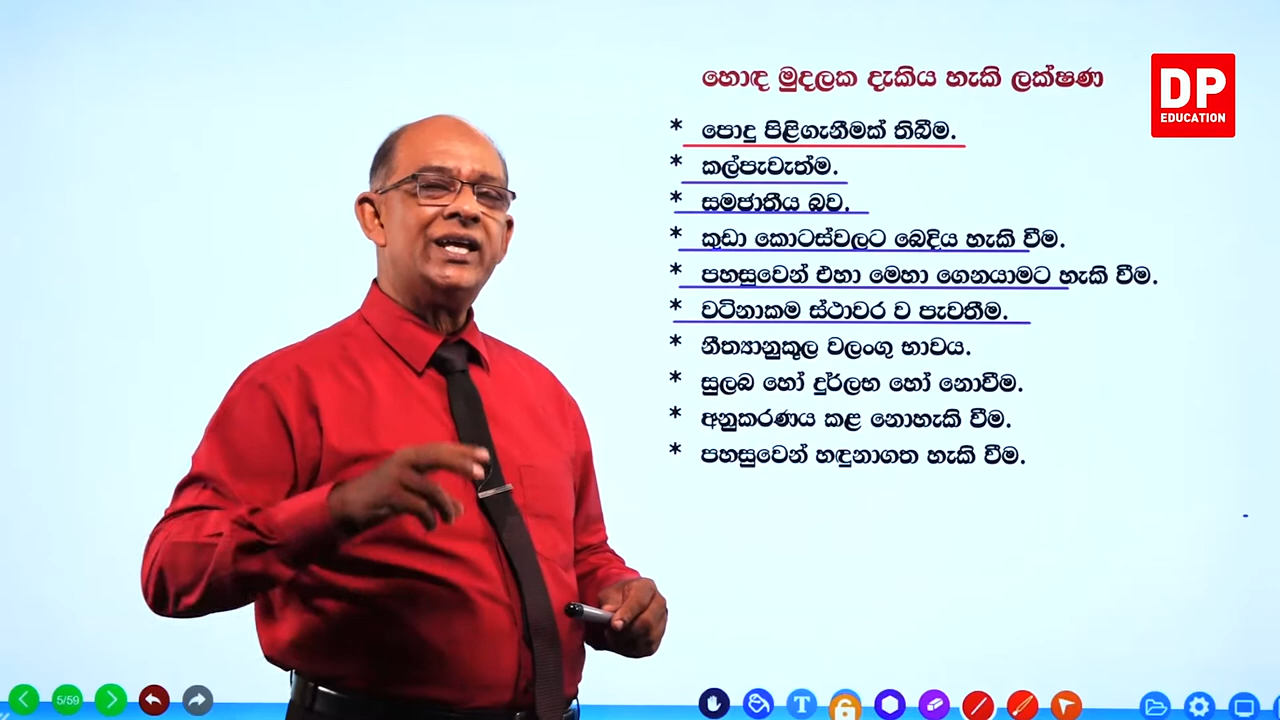 හොඳ මුදලක දැකිය හැකි ලක්ෂණ
DP
EDUCATION
* පොදු පිළිගැනීමක් තිබීම.
* කල්පැවැත්ම.
* සමජාතීය බව.
* කුඩා කොටස්වලට බෙදිය හැකි වීම.
* පහසුවෙන් එහා මෙහා ගෙනයාමට හැකි වීම.
* වටිනාකම ස්ථාවර ව පැවතීම.
* නීත්‍යානුකූල වලංගු භාවය.
* සුලබ හෝ දුර්ලභ හෝ නොවීම.
* අනුකරණය කළ නොහැකි වීම.
* පහසුවෙන් හඳුනාගත හැකි වීම.
5/59
T